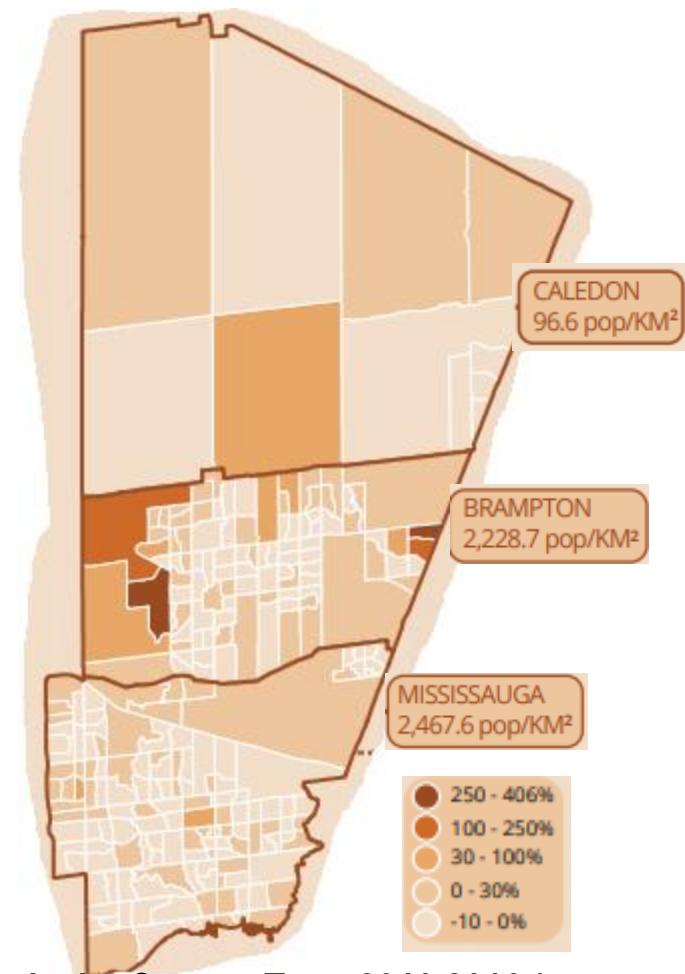 CALEDON
96.6 pop/KM²
BRAMPTON
2,228.7 pop/KM²
MISSISSAUGA
2,467.6 pop/KM²
250 - 406%
100 - 250%
30 - 100%
0 - 30%
-10 - 0%